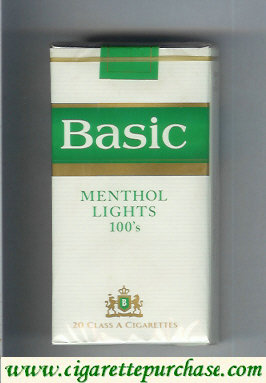 Basic
MENTHOL
LIGHTS
100's
B
20 CLASS A CIGARETTES
www.cigarettepurchase.com